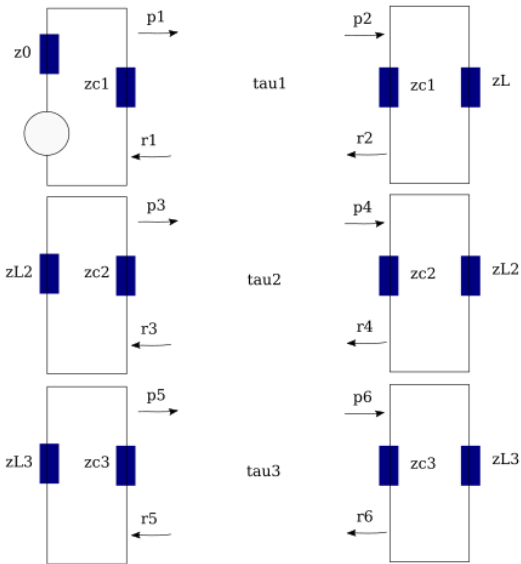 p1 p2
z0 zc1 tau1 zc1 zL
r1 r2
p3 p4
zL2 zc2 tau2 zc2 zL2
r3 r4
p5 p6
zL3 zc3 tau3 zc3 zL3
r5 r6